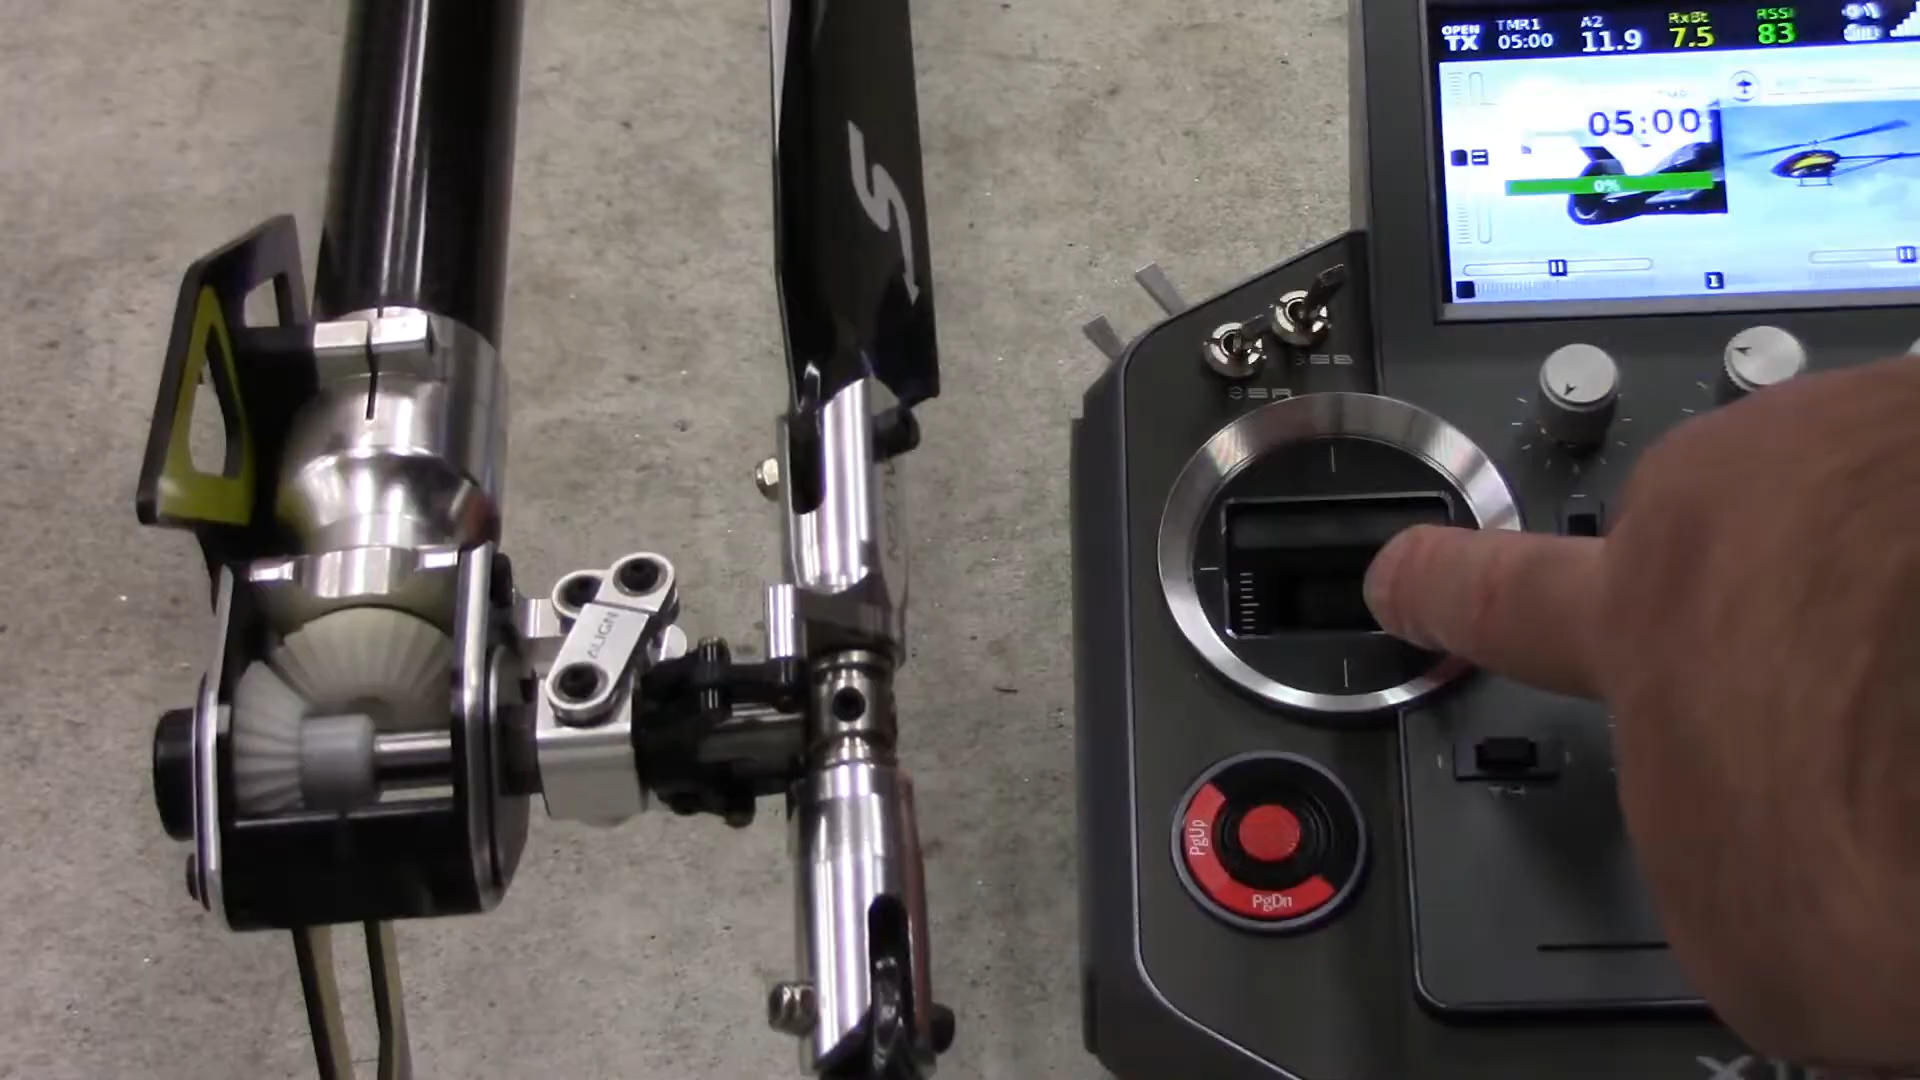 OPEN TX
TMR1
05:00
A2
11.9
RxBt
7.5
RSSI
83
05:00
0%
1
S
ALIGN
PgUp
PgDn
X